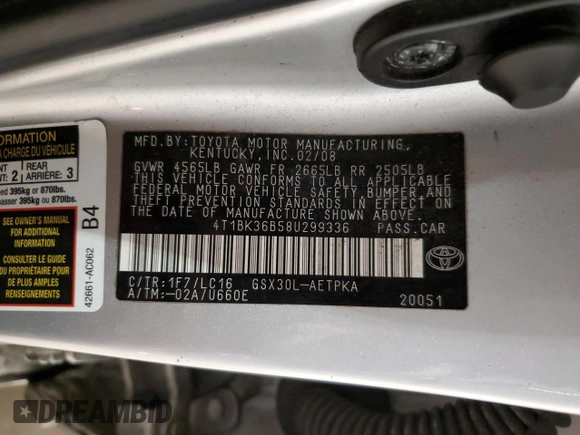 FORMATION
A CHARGE DU VÉHICULE
NT 2 REAR ARRIÈRE: 3
eed 395kg or 870lbs.
passer 395kg ou 870lbs.
SEE OWNER'S MANUAL
FOR ADDITIONAL
INFORMATION
CONSULTER LE GUIDE
DU PROPRIÉTAIRE
POUR PLUS DE
RENSEIGNEMENTS
B4
42661-AC062
MFD.BY:TOYOTA MOTOR MANUFACTURING,
KENTUCKY,INC.02/08
GVWR 4565LB GAWR FR 2665LB RR 2505LB
THIS VEHICLE CONFORMS TO ALL APPLICABLE
FEDERAL MOTOR VEHICLE SAFETY,BUMPER,AND
THEFT PREVENTION STANDARDS IN EFFECT ON
THE DATE OF MANUFACTURE SHOWN ABOVE.
4T1BK36B58U299336 PASS.CAR
C/TR:1F7/LC16 GSX30L-AETPKA
A/TM:-02A/U660E 20051
DREAMBID